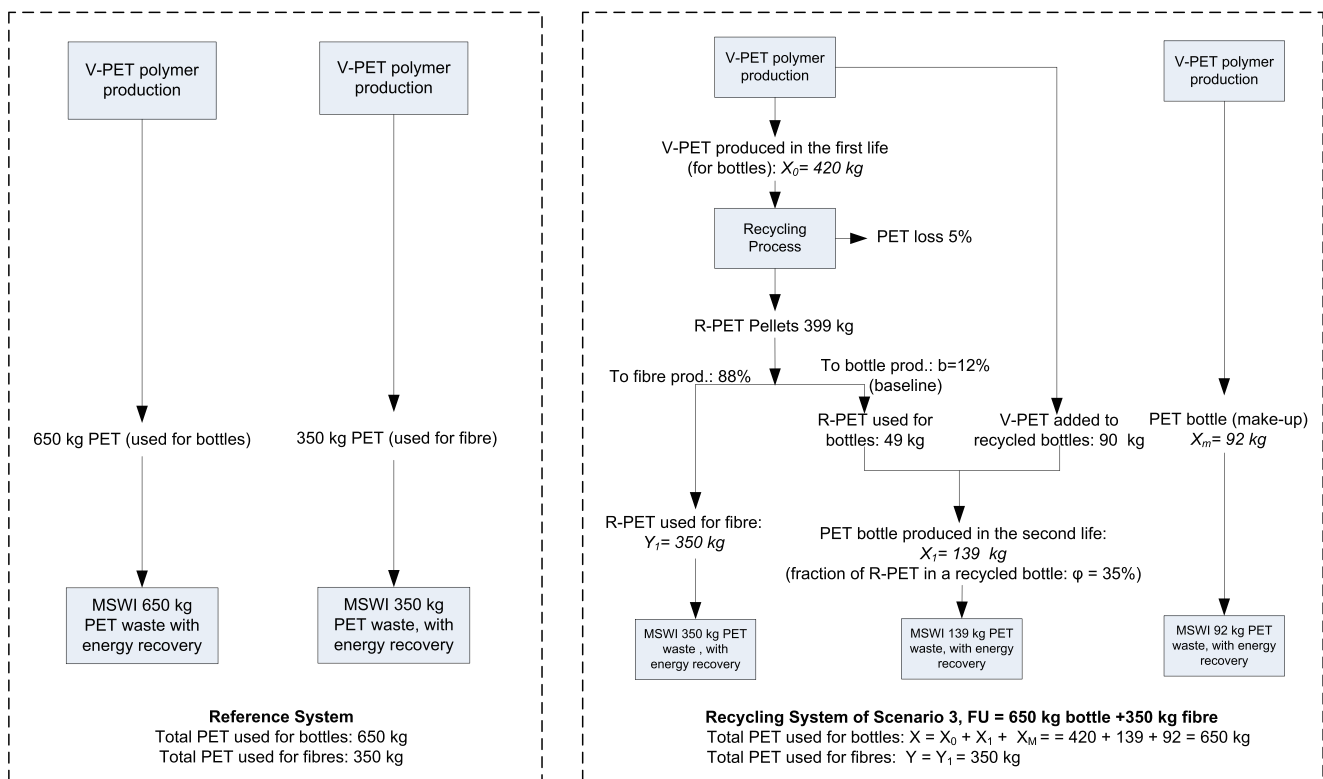 V-PET polymer
production
V-PET polymer
production
650 kg PET (used for bottles)
350 kg PET (used for fibre)
MSWI 650 kg
PET waste with
energy recovery
MSWI 350 kg
PET waste, with
energy recovery
Reference System
Total PET used for bottles: 650 kg
Total PET used for fibres: 350 kg
V-PET polymer
production
V-PET polymer
production
V-PET produced in the first life
(for bottles): X₀= 420 kg
Recycling
Process
PET loss 5%
R-PET Pellets 399 kg
To fibre prod.: 88%
To bottle prod.: b=12%
(baseline)
R-PET used for
bottles: 49 kg
V-PET added to
recycled bottles: 90 kg
PET bottle (make-up)
Xₘ= 92 kg
R-PET used for fibre:
Y₁= 350 kg
PET bottle produced in the second life:
X₁= 139 kg
(fraction of R-PET in a recycled bottle: φ = 35%)
MSWI 350 kg PET
waste , with
energy recovery
MSWI 139 kg PET
waste, with energy
recovery
MSWI 92 kg PET
waste, with energy
recovery
Recycling System of Scenario 3, FU = 650 kg bottle +350 kg fibre
Total PET used for bottles: X = X₀ + X₁ + X_M = = 420 + 139 + 92 = 650 kg
Total PET used for fibres: Y = Y₁ = 350 kg